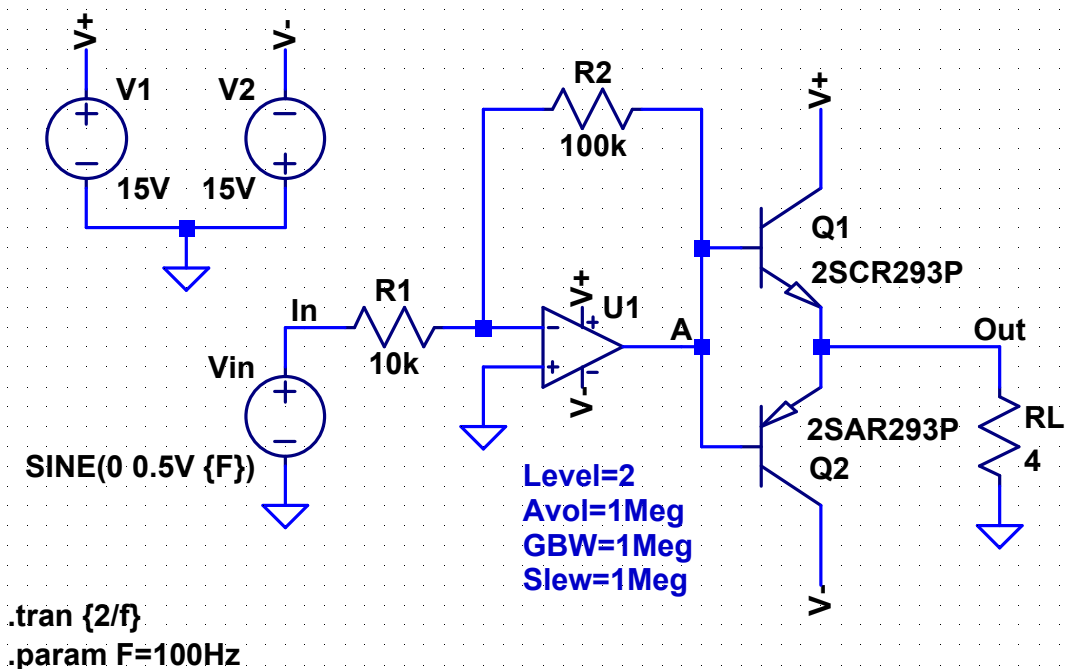 V+
V-
V1
V2
15V
15V
R2
100k
V+
Q1
2SCR293P
In
R1
10k
V+
U1
A
Out
Vin
V-
2SAR293P
Q2
RL
4
SINE(0 0.5V {F})
Level=2
Avol=1Meg
GBW=1Meg
Slew=1Meg
V-
.tran {2/f}
.param F=100Hz